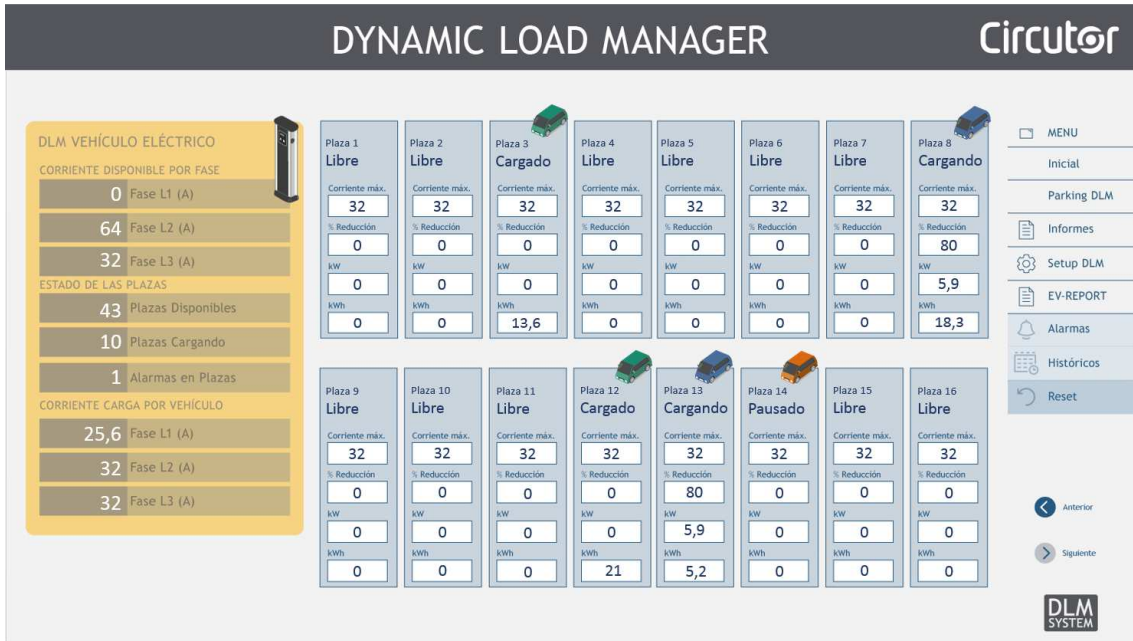 DYNAMIC LOAD MANAGER
Circutor
DLM VEHÍCULO ELÉCTRICO
CORRIENTE DISPONIBLE POR FASE
0 Fase L1 (A)
64 Fase L2 (A)
32 Fase L3 (A)
ESTADO DE LAS PLAZAS
43 Plazas Disponibles
10 Plazas Cargando
1 Alarmas en Plazas
CORRIENTE CARGA POR VEHÍCULO
25,6 Fase L1 (A)
32 Fase L2 (A)
32 Fase L3 (A)
Plaza 1 Plaza 2 Plaza 3 Plaza 4 Plaza 5 Plaza 6 Plaza 7 Plaza 8
Libre Libre Cargado Libre Libre Libre Libre Cargando
Corriente máx. Corriente máx. Corriente máx. Corriente máx. Corriente máx. Corriente máx. Corriente máx. Corriente máx.
32 32 32 32 32 32 32 32
% Reducción % Reducción % Reducción % Reducción % Reducción % Reducción % Reducción % Reducción
0 0 0 0 0 0 0 80
kW kW kW kW kW kW kW kW
0 0 0 0 0 0 0 5,9
kWh kWh kWh kWh kWh kWh kWh kWh
0 0 13,6 0 0 0 0 18,3
Plaza 9 Plaza 10 Plaza 11 Plaza 12 Plaza 13 Plaza 14 Plaza 15 Plaza 16
Libre Libre Libre Cargado Cargando Pausado Libre Libre
Corriente máx. Corriente máx. Corriente máx. Corriente máx. Corriente máx. Corriente máx. Corriente máx. Corriente máx.
32 32 32 32 32 32 32 32
% Reducción % Reducción % Reducción % Reducción % Reducción % Reducción % Reducción % Reducción
0 0 0 0 80 0 0 0
kW kW kW kW kW kW kW kW
0 0 0 0 5,9 0 0 0
kWh kWh kWh kWh kWh kWh kWh kWh
0 0 0 21 5,2 0 0 0
MENU
Inicial
Parking DLM
Informes
Setup DLM
EV-REPORT
Alarmas
Históricos
Reset
Anterior
Siguiente
DLM
SYSTEM